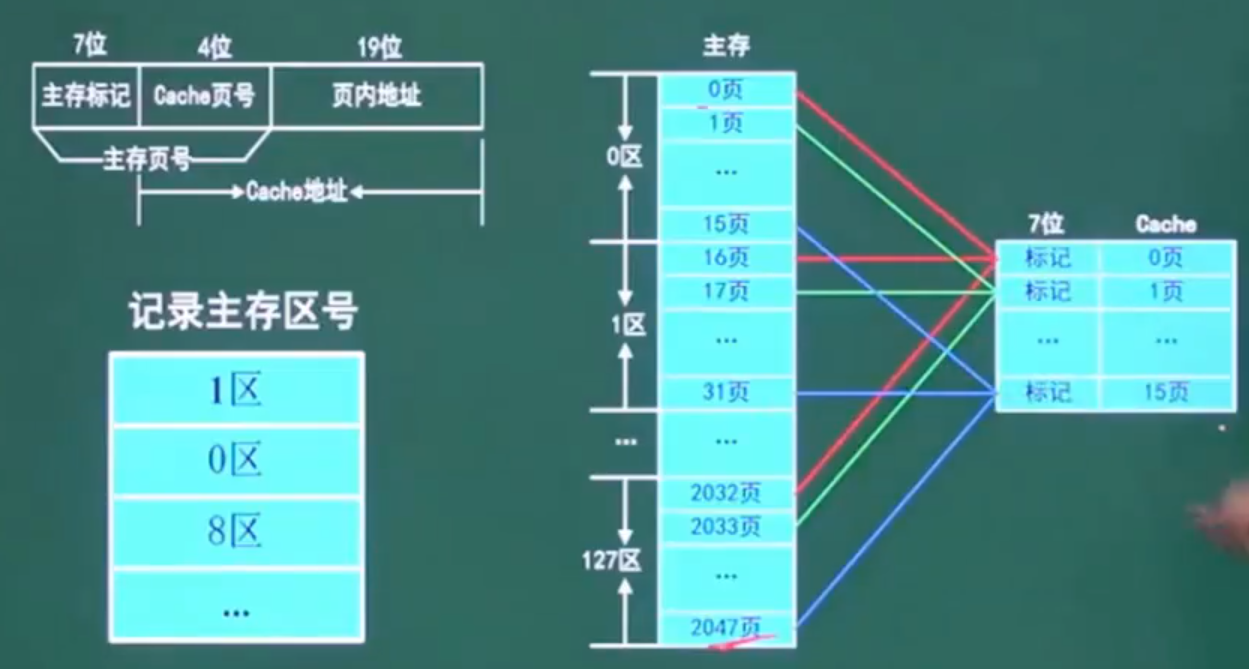 7位 4位 19位
主存标记 Cache页号 页内地址
主存页号
Cache地址
记录主存区号
1区
0区
8区
...
主存
0页
1页
...
15页
16页
17页
...
31页
...
2032页
2033页
...
2047页
0区
1区
...
127区
7位 Cache
标记 0页
标记 1页
... ...
标记 15页